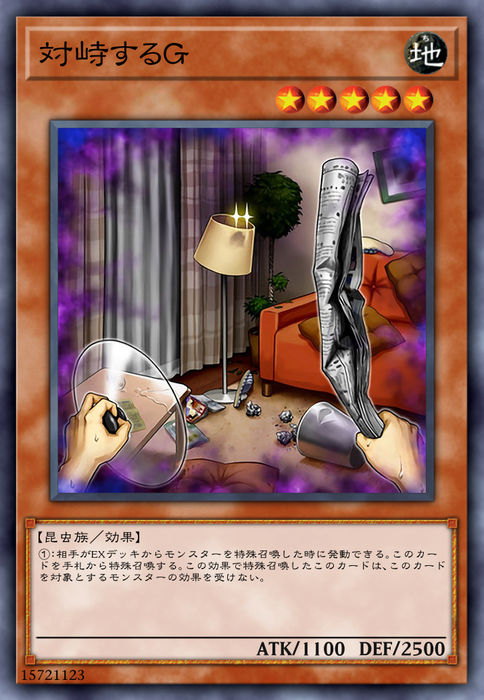 対峙するG
ち
地
【昆虫族／効果】
①：相手がEXデッキからモンスターを特殊召喚した時に発動できる。このカー
ドを手札から特殊召喚する。この効果で特殊召喚したこのカードは、このカード
を対象とするモンスターの効果を受けない。
ATK/1100 DEF/2500
15721123